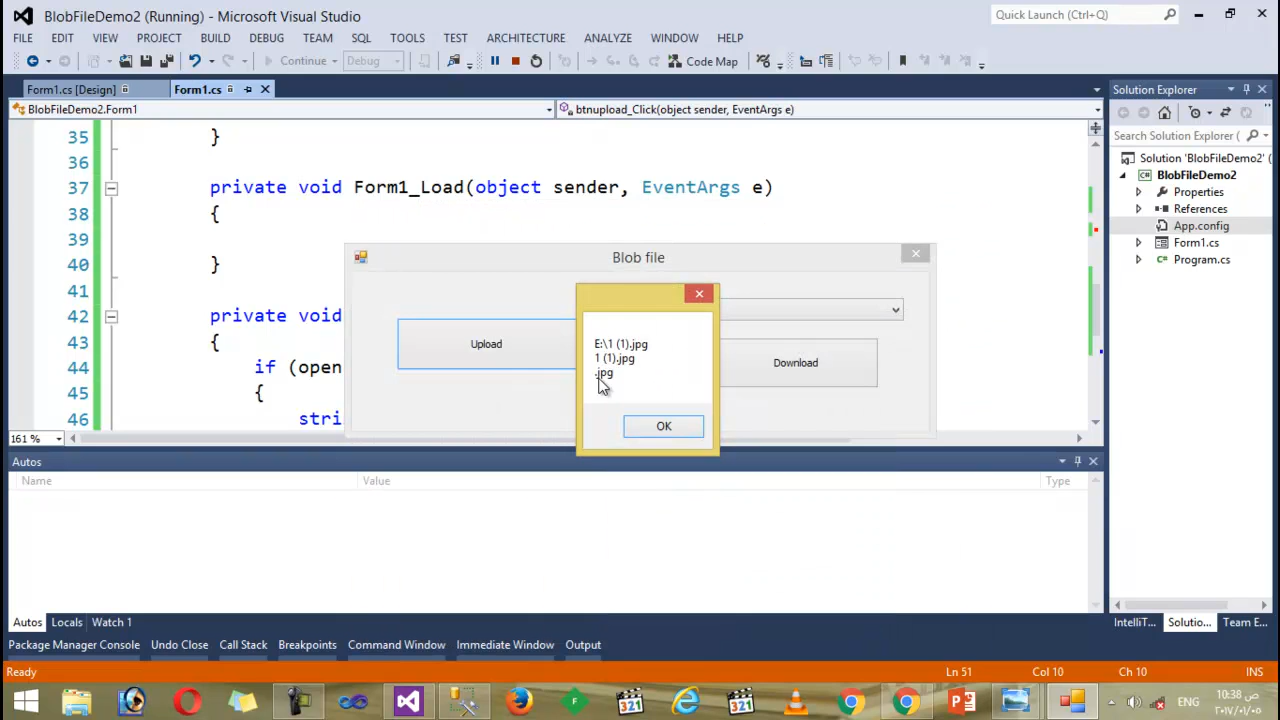 BlobFileDemo2 (Running) - Microsoft Visual Studio
Quick Launch (Ctrl+Q)
FILE EDIT VIEW PROJECT BUILD DEBUG TEAM SQL TOOLS TEST ARCHITECTURE ANALYZE WINDOW HELP
Continue Debug Code Map
Form1.cs [Design] Form1.cs
BlobFileDemo2.Form1 btnupload_Click(object sender, EventArgs e)
35 }
36
37 private void Form1_Load(object sender, EventArgs e)
38 {
39
40 }
41
42 private void
43 {
44 if (open
45 {
46 stri
161 %
Blob file
Upload
Download
E:\1 (1).jpg
1 (1).jpg
.jpg
OK
Solution Explorer
Search Solution Explorer (
Solution 'BlobFileDemo2' (
BlobFileDemo2
Properties
References
App.config
Form1.cs
Program.cs
IntelliT... Solutio... Team E...
Autos
Name Value Type
Autos Locals Watch 1
Package Manager Console Undo Close Call Stack Breakpoints Command Window Immediate Window Output
Ready Ln 51 Col 10 Ch 10 INS
321 321 ENG
10:38 ص